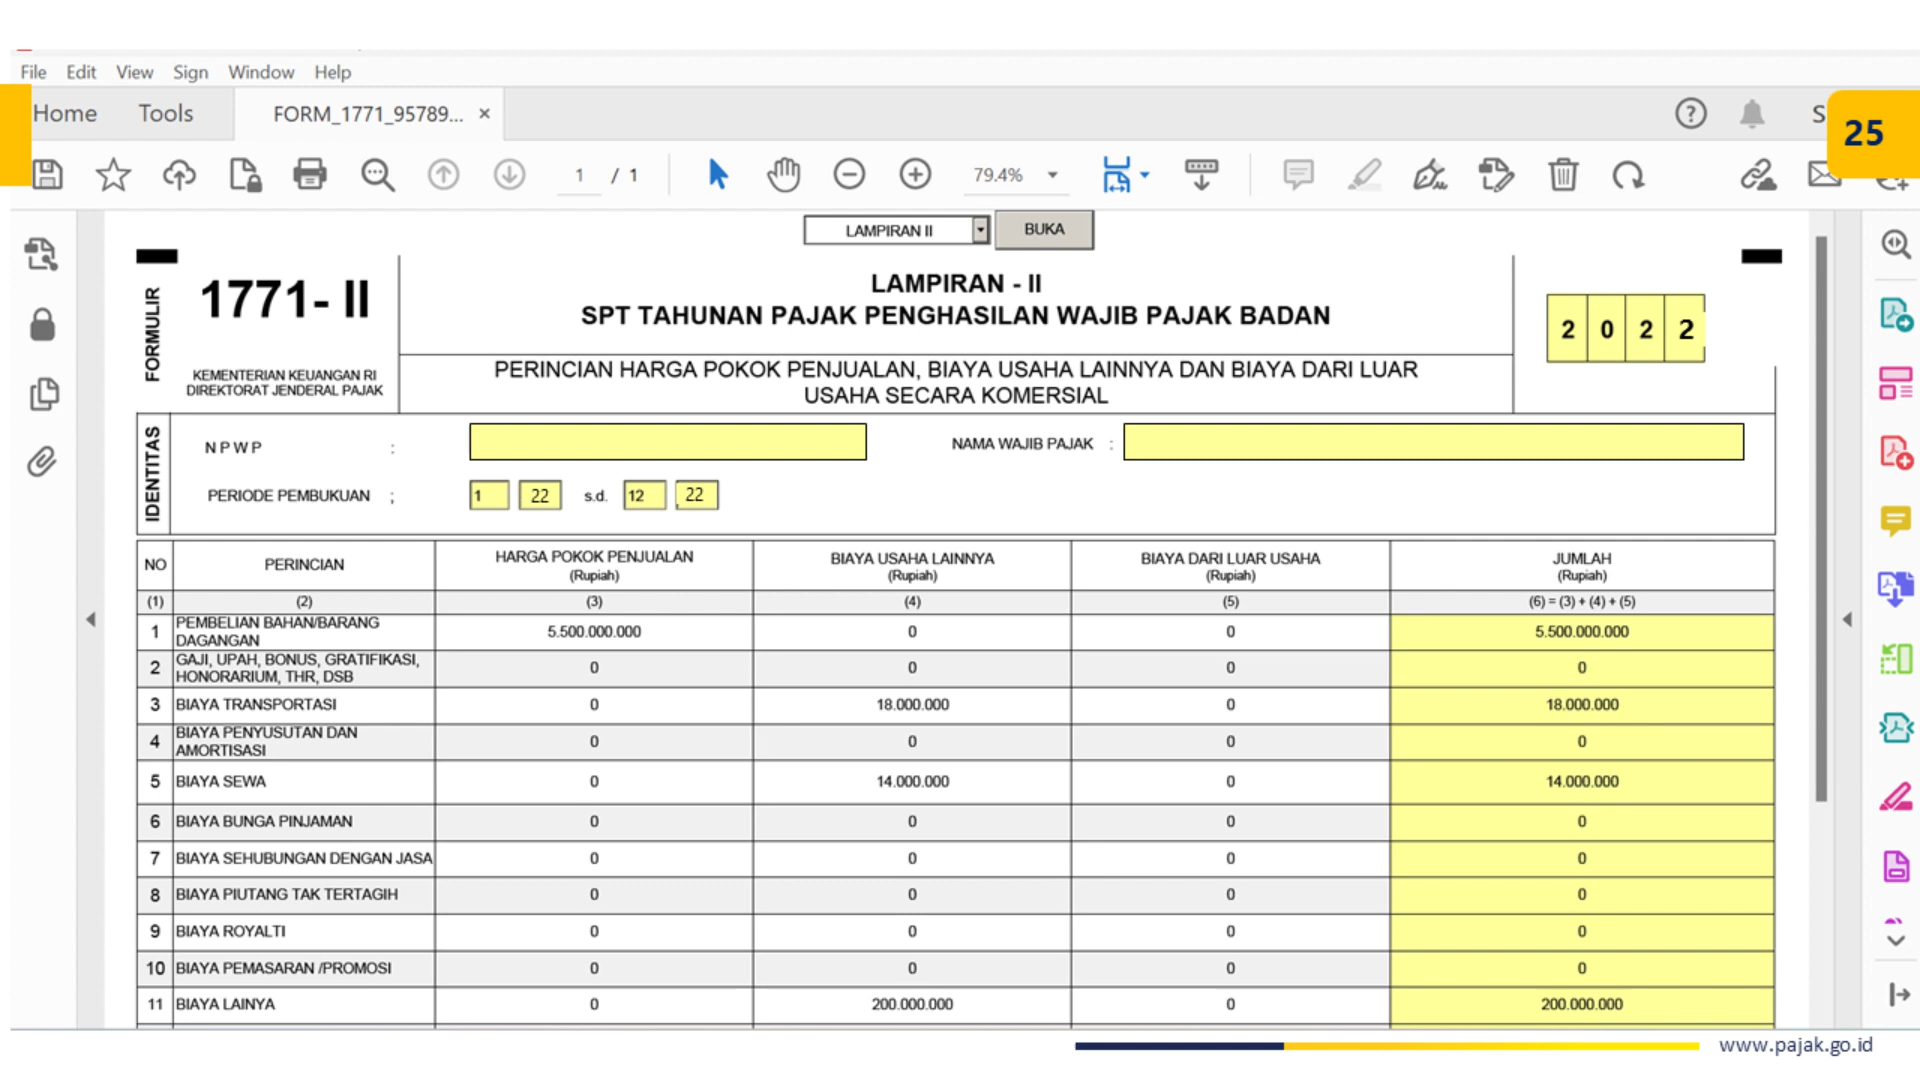 File Edit View Sign Window Help
Home Tools FORM_1771_95789... ×
25
1 / 1 79.4%
LAMPIRAN II BUKA
FORMULIR
1771- II
KEMENTERIAN KEUANGAN RI
DIREKTORAT JENDERAL PAJAK
LAMPIRAN - II
SPT TAHUNAN PAJAK PENGHASILAN WAJIB PAJAK BADAN
PERINCIAN HARGA POKOK PENJUALAN, BIAYA USAHA LAINNYA DAN BIAYA DARI LUAR
USAHA SECARA KOMERSIAL
2 0 2 2
IDENTITAS
N P W P : NAMA WAJIB PAJAK :
PERIODE PEMBUKUAN ; 1 22 s.d. 12 22
NO PERINCIAN HARGA POKOK PENJUALAN (Rupiah) BIAYA USAHA LAINNYA (Rupiah) BIAYA DARI LUAR USAHA (Rupiah) JUMLAH (Rupiah)
(1) (2) (3) (4) (5) (6) = (3) + (4) + (5)
1 PEMBELIAN BAHAN/BARANG DAGANGAN 5.500.000.000 0 0 5.500.000.000
2 GAJI, UPAH, BONUS, GRATIFIKASI, HONORARIUM, THR, DSB 0 0 0 0
3 BIAYA TRANSPORTASI 0 18.000.000 0 18.000.000
4 BIAYA PENYUSUTAN DAN AMORTISASI 0 0 0 0
5 BIAYA SEWA 0 14.000.000 0 14.000.000
6 BIAYA BUNGA PINJAMAN 0 0 0 0
7 BIAYA SEHUBUNGAN DENGAN JASA 0 0 0 0
8 BIAYA PIUTANG TAK TERTAGIH 0 0 0 0
9 BIAYA ROYALTI 0 0 0 0
10 BIAYA PEMASARAN /PROMOSI 0 0 0 0
11 BIAYA LAINYA 0 200.000.000 0 200.000.000
www.pajak.go.id